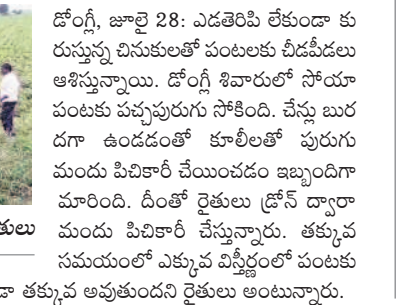 డోంగ్లీ, జూలై 28: ఎడతెరిపి లేకుండా కు
రుస్తున్న చినుకులతో పంటలకు చీడపీడలు
ఆశిస్తున్నాయి. డోంగ్లీ శివారులో సోయా
పంటకు పచ్చపురుగు సోకింది. చేన్లు బుర
దగా ఉండడంతో కూలీలతో పురుగు
మందు పిచికారీ చేయించడం ఇబ్బందిగా
మారింది. దీంతో రైతులు డ్రోన్ ద్వారా
మందు పిచికారీ చేస్తున్నారు. తక్కువ
సమయంలో ఎక్కువ విస్తీర్ణంలో పంటకు
తక్కువ అవుతుందని రైతులు అంటున్నారు.